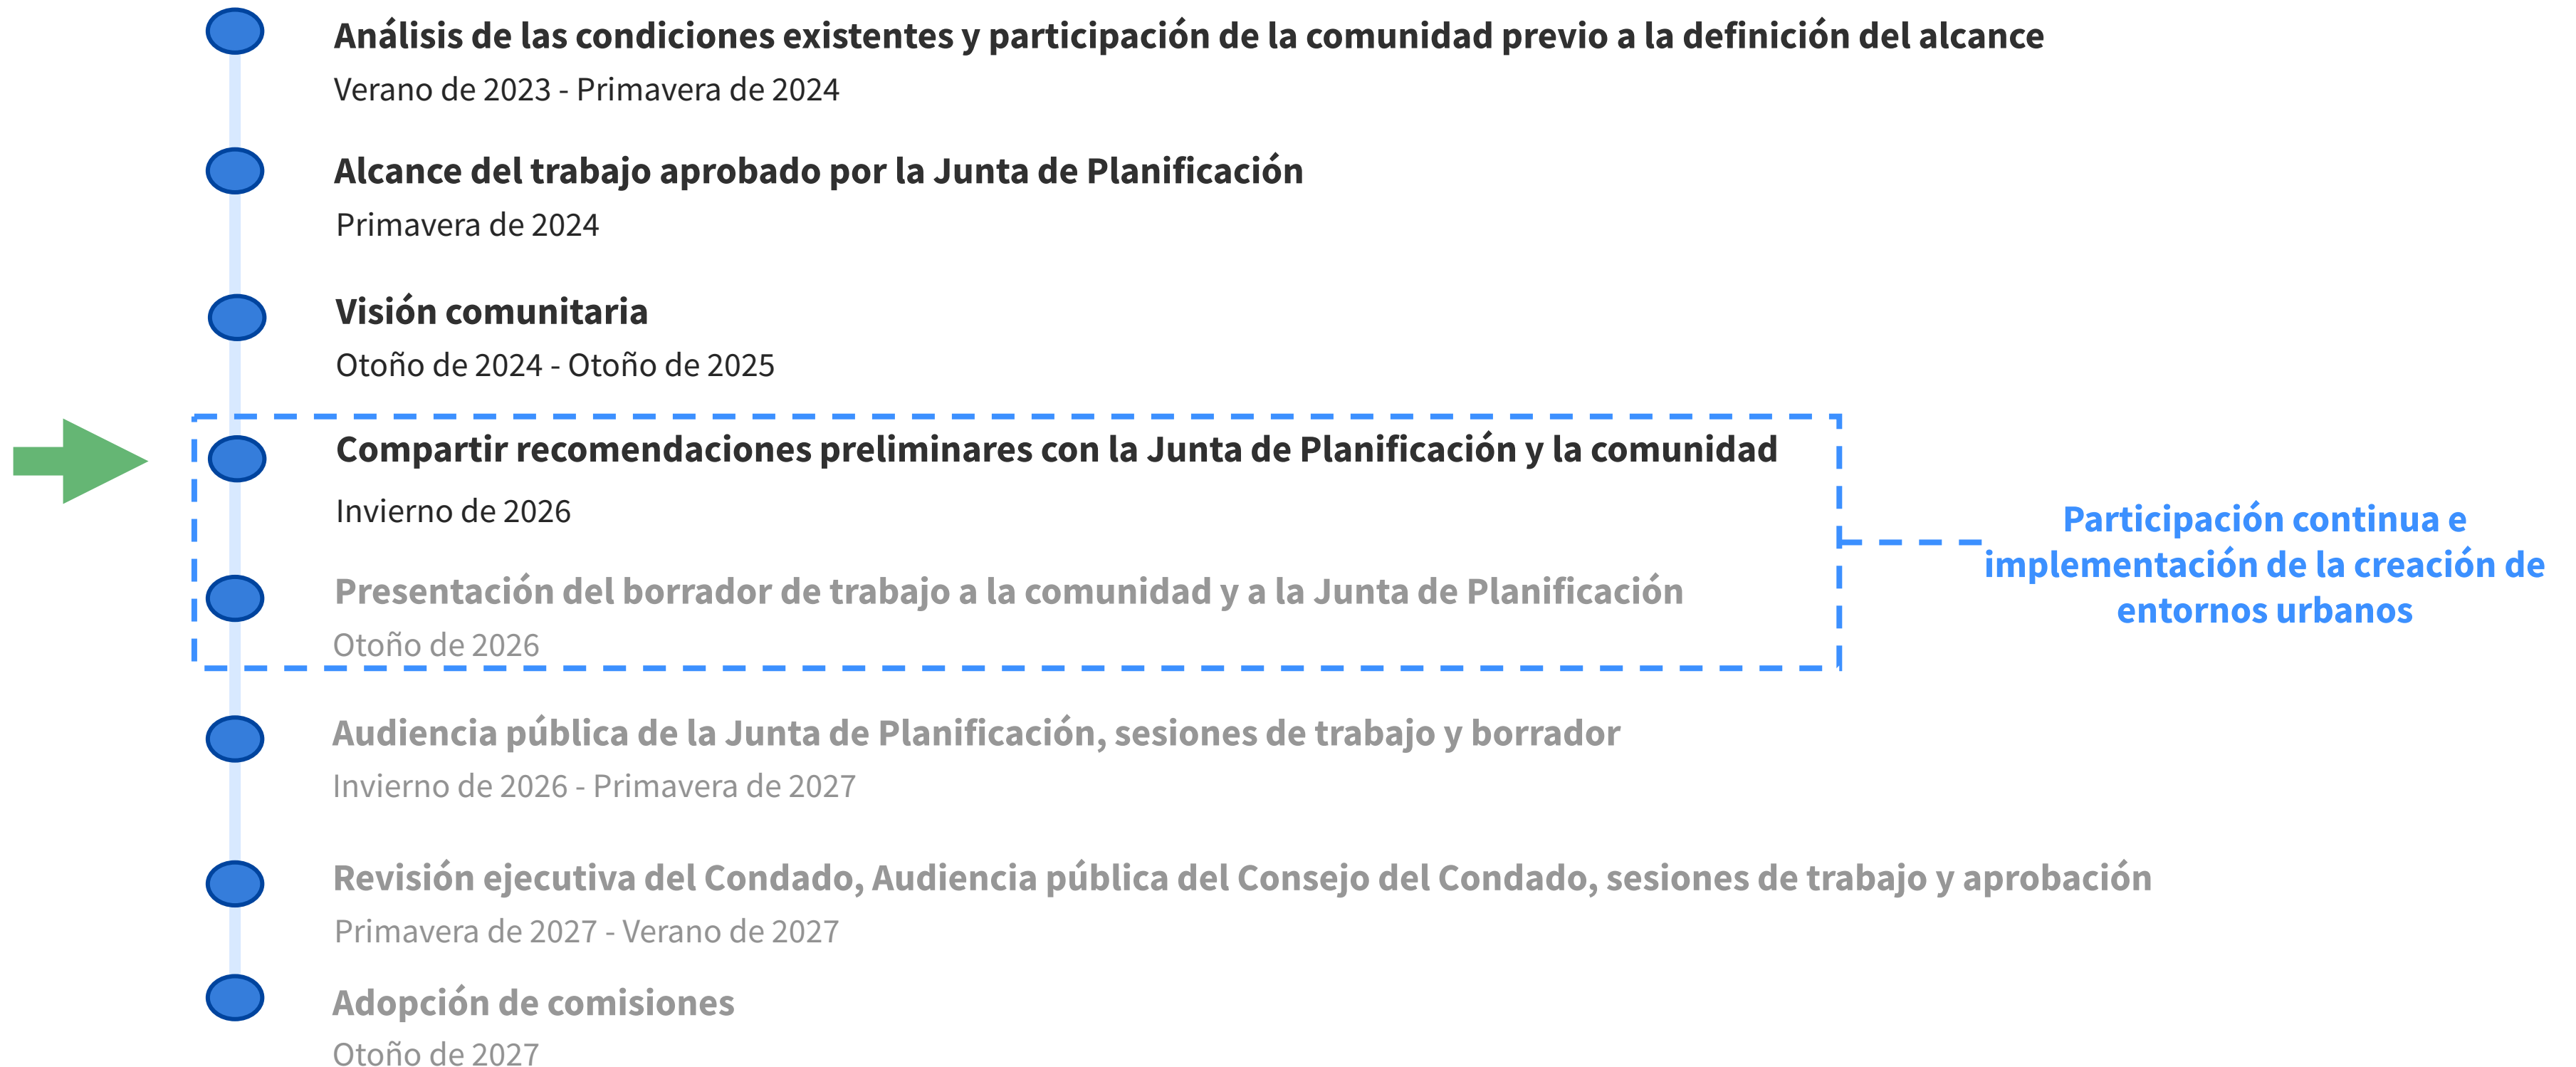 Análisis de las condiciones existentes y participación de la comunidad previo a la definición del alcance
Verano de 2023 - Primavera de 2024
Alcance del trabajo aprobado por la Junta de Planificación
Primavera de 2024
Visión comunitaria
Otoño de 2024 - Otoño de 2025
Compartir recomendaciones preliminares con la Junta de Planificación y la comunidad
Invierno de 2026
Presentación del borrador de trabajo a la comunidad y a la Junta de Planificación
Otoño de 2026
Participación continua e
implementación de la creación de
entornos urbanos
Audiencia pública de la Junta de Planificación, sesiones de trabajo y borrador
Invierno de 2026 - Primavera de 2027
Revisión ejecutiva del Condado, Audiencia pública del Consejo del Condado, sesiones de trabajo y aprobación
Primavera de 2027 - Verano de 2027
Adopción de comisiones
Otoño de 2027